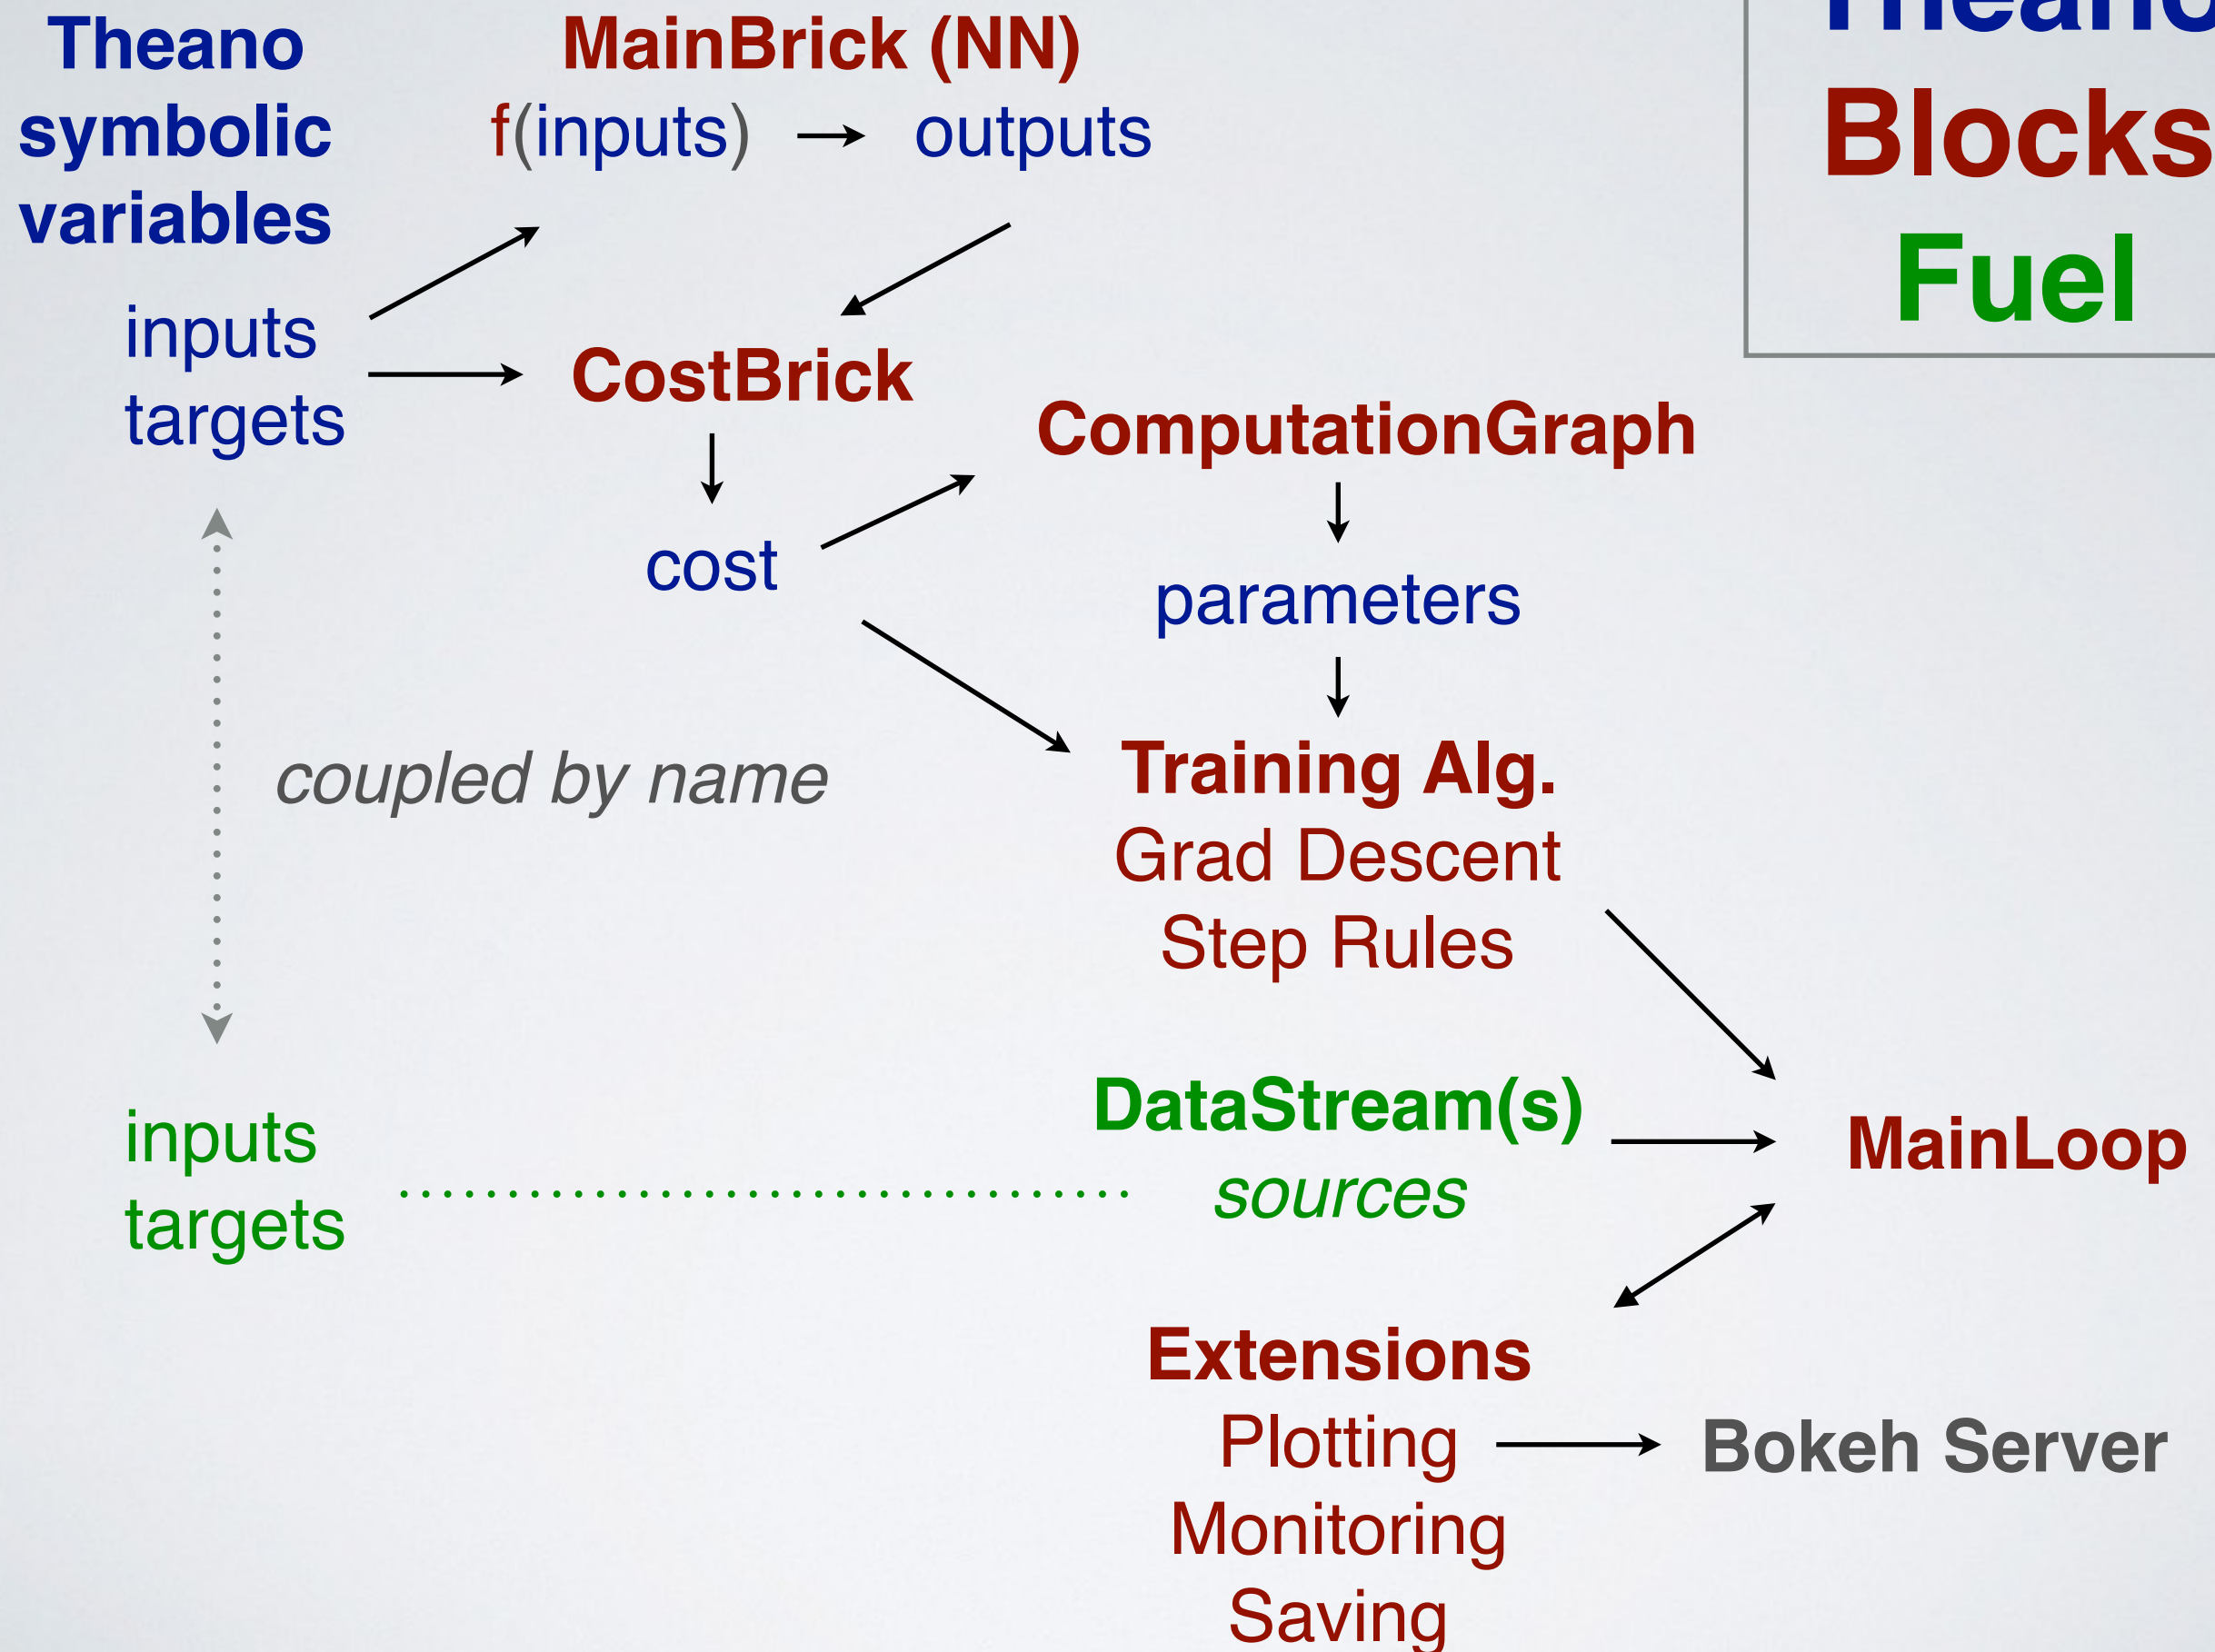 Theano
symbolic
variables
inputs
targets
MainBrick (NN)
f(inputs) → outputs
CostBrick
cost
ComputationGraph
parameters
Training Alg.
Grad Descent
Step Rules
coupled by name
inputs
targets
DataStream(s)
sources
MainLoop
Extensions
Plotting
Monitoring
Saving
Bokeh Server
Theano
Blocks
Fuel